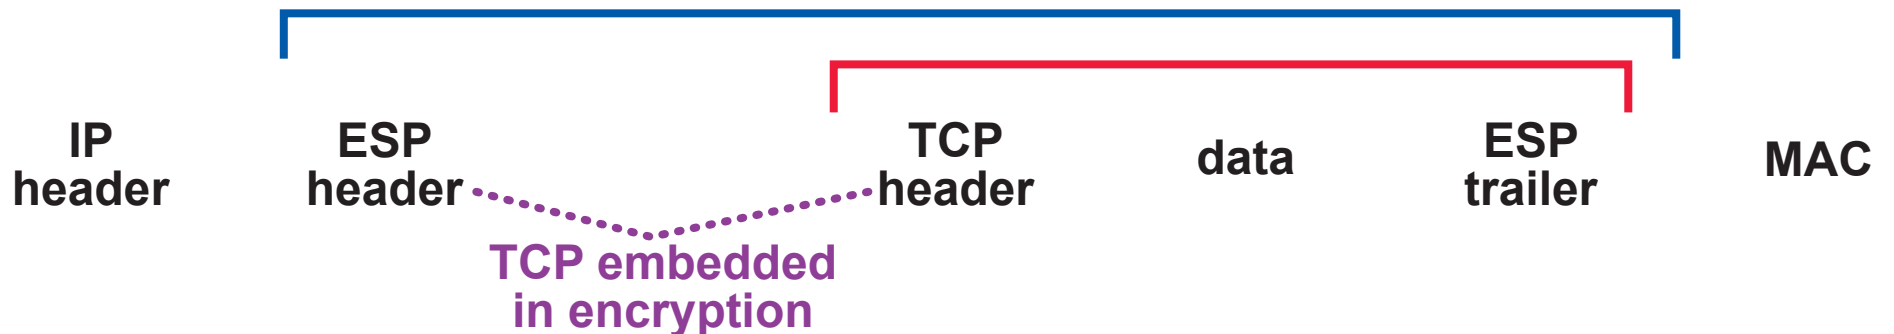 IP
header
ESP
header
TCP
header
data
ESP
trailer
MAC
TCP embedded
in encryption